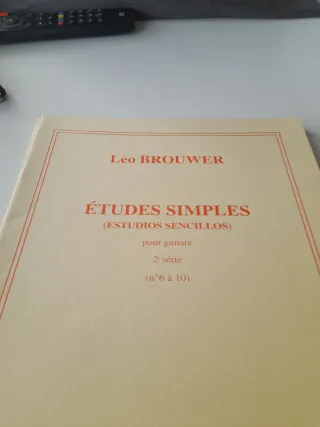 Leo BROUWER
ÉTUDES SIMPLES
(ESTUDIOS SENCILLOS)
pour guitare
2e série
(n°6 à 10)